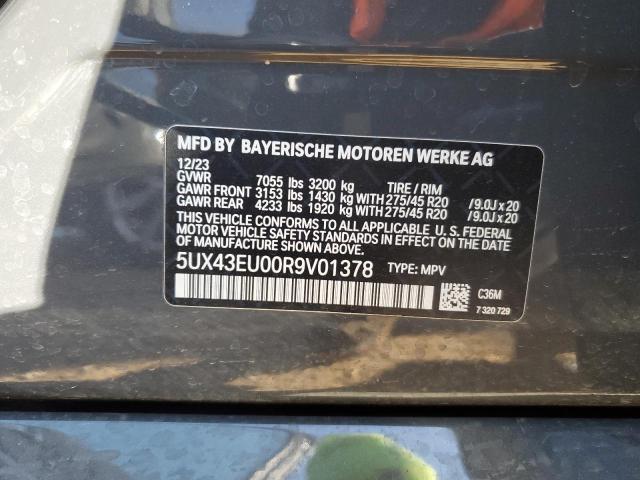 MFD BY BAYERISCHE MOTOREN WERKE AG
12/23
GVWR 7055 lbs 3200 kg TIRE / RIM
GAWR FRONT 3153 lbs 1430 kg WITH 275/45 R20 /9.0J x 20
GAWR REAR 4233 lbs 1920 kg WITH 275/45 R20 /9.0J x 20
THIS VEHICLE CONFORMS TO ALL APPLICABLE U. S. FEDERAL
MOTOR VEHICLE SAFETY STANDARDS IN EFFECT ON THE DATE OF
MANUFACTURE SHOWN ABOVE.
5UX43EU00R9V01378 TYPE: MPV
C36M
7 320 729